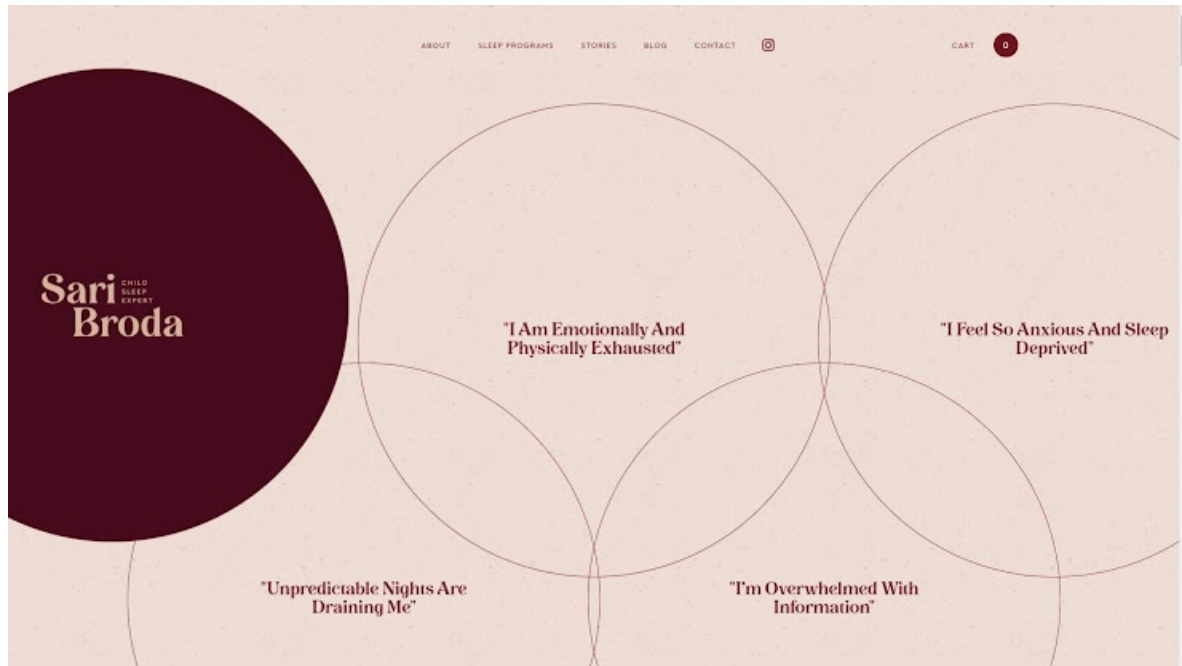 ABOUT SLEEP PROGRAMS STORIES BLOG CONTACT CART 0
Sari CHILD
SLEEP
EXPERT
Broda
"I Am Emotionally And
Physically Exhausted"
"I Feel So Anxious And Sleep
Deprived"
"Unpredictable Nights Are
Draining Me"
"I'm Overwhelmed With
Information"